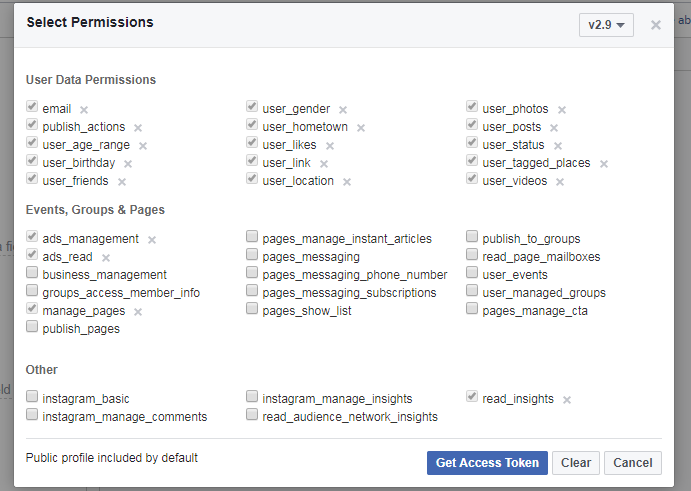 Select Permissions
v2.9
ab
User Data Permissions
email
user_gender
user_photos
publish_actions
user_hometown
user_posts
user_age_range
user_likes
user_status
user_birthday
user_link
user_tagged_places
user_friends
user_location
user_videos
Events, Groups & Pages
ads_management
pages_manage_instant_articles
publish_to_groups
ads_read
pages_messaging
read_page_mailboxes
business_management
pages_messaging_phone_number
user_events
groups_access_member_info
pages_messaging_subscriptions
user_managed_groups
manage_pages
pages_show_list
pages_manage_cta
publish_pages
Other
instagram_basic
instagram_manage_insights
read_insights
instagram_manage_comments
read_audience_network_insights
Public profile included by default
Get Access Token
Clear
Cancel